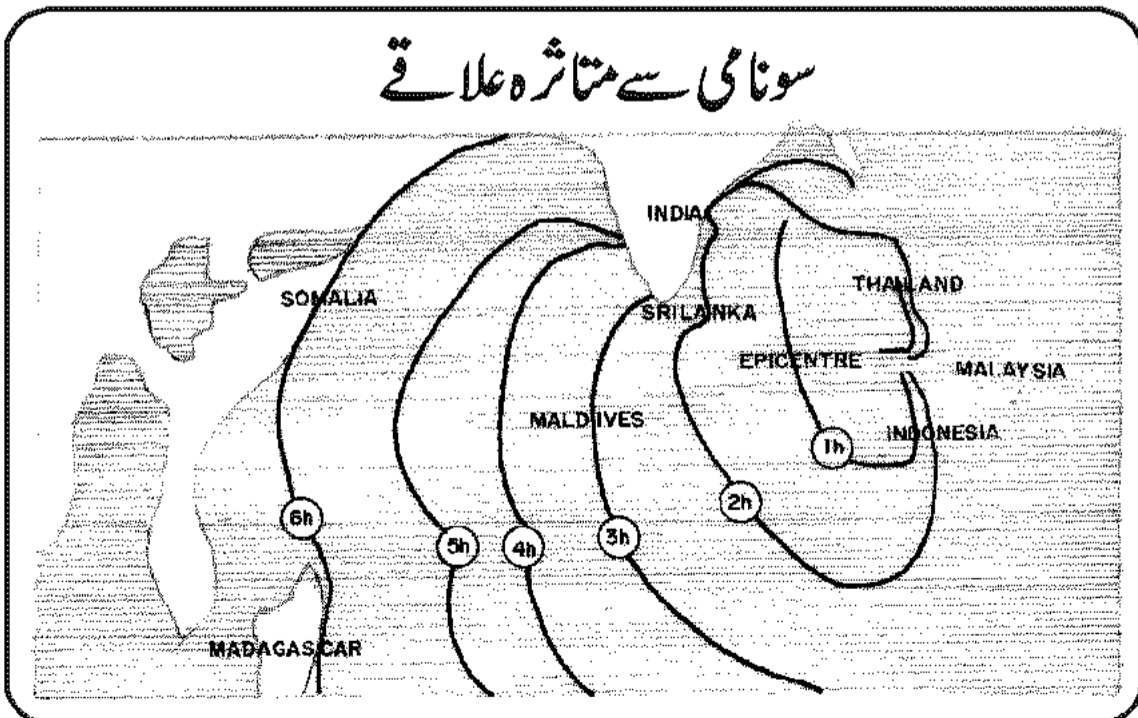 سونامی سے متاثرہ علاقے
INDIA
SOMALIA
THAILAND
SRILANKA
EPICENTRE
MALAYSIA
MALDIVES
INDONESIA
1h
2h
6h
5h
4h
3h
MADAGASCAR